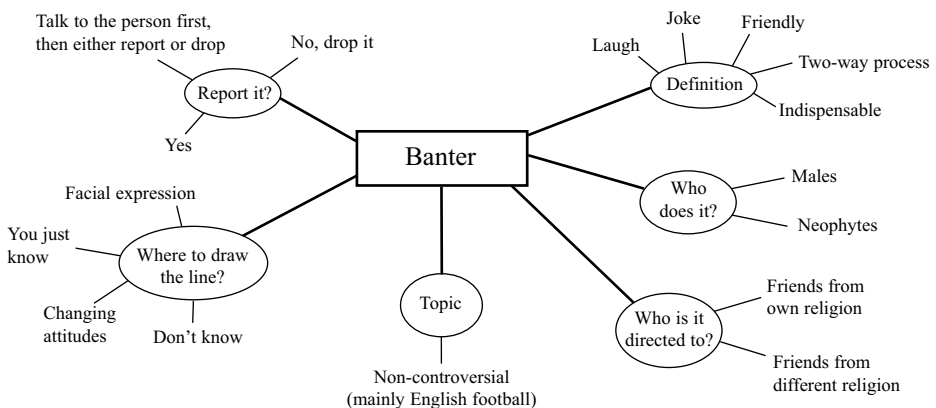 Talk to the person first,
then either report or drop
No, drop it
Report it?
Yes
Joke
Friendly
Laugh
Two-way process
Definition
Indispensable
Banter
Who
does it?
Males
Neophytes
Facial expression
You just
know
Where to draw
the line?
Changing
attitudes
Don't know
Topic
Non-controversial
(mainly English football)
Who is it
directed to?
Friends from
own religion
Friends from
different religion